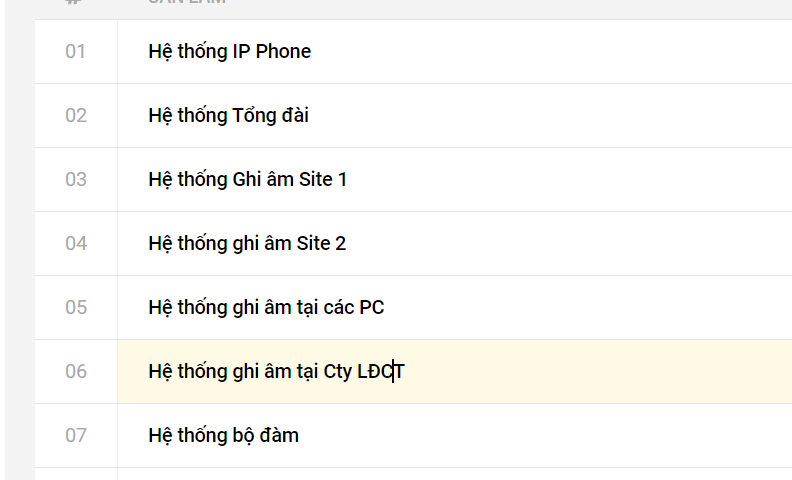 01 Hệ thống IP Phone
02 Hệ thống Tổng đài
03 Hệ thống Ghi âm Site 1
04 Hệ thống ghi âm Site 2
05 Hệ thống ghi âm tại các PC
06 Hệ thống ghi âm tại Cty LĐCT
07 Hệ thống bộ đàm